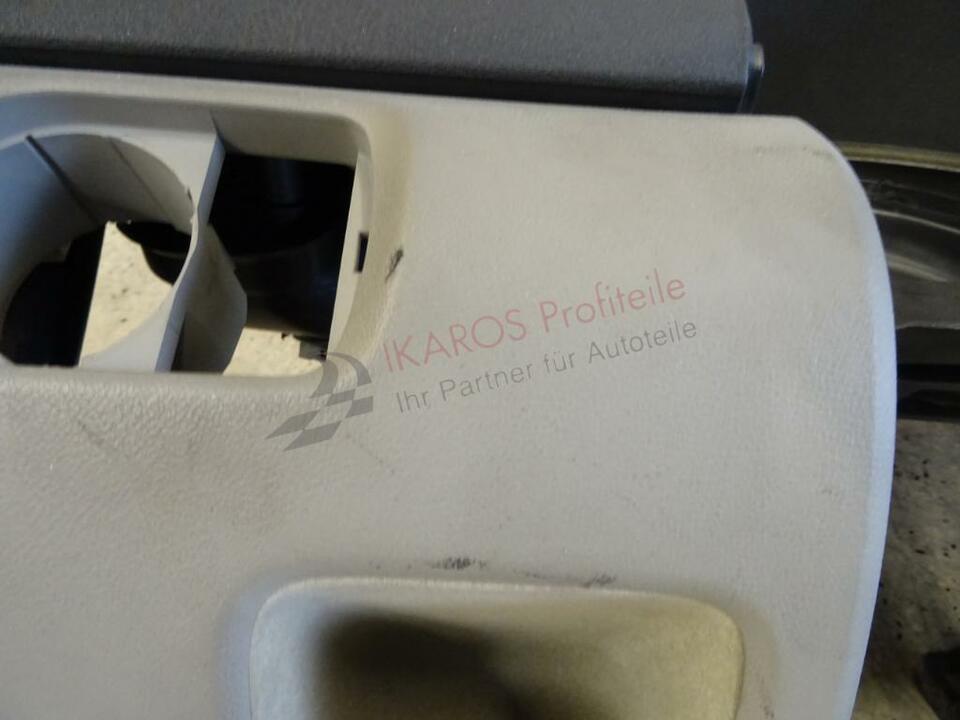 IKAROS Profiteile
Ihr Partner für Autoteile